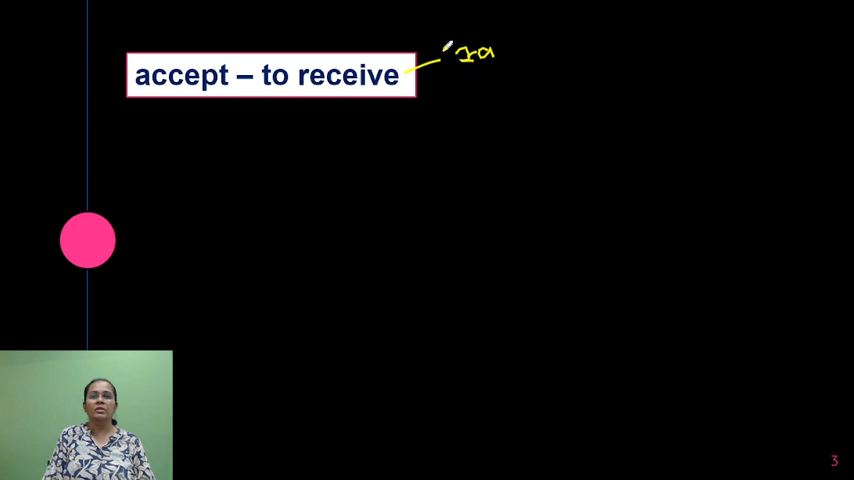 accept – to receive
3